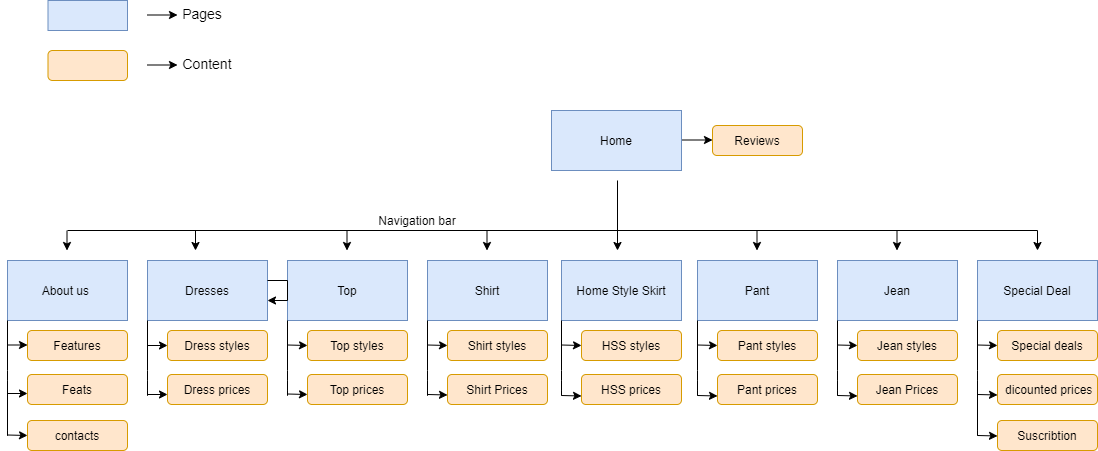 Pages
Content
Home
Reviews
Navigation bar
About us
Dresses
Top
Shirt
Home Style Skirt
Pant
Jean
Special Deal
Features
Dress styles
Top styles
Shirt styles
HSS styles
Pant styles
Jean styles
Special deals
Feats
Dress prices
Top prices
Shirt Prices
HSS prices
Pant prices
Jean Prices
dicounted prices
contacts
Suscribtion